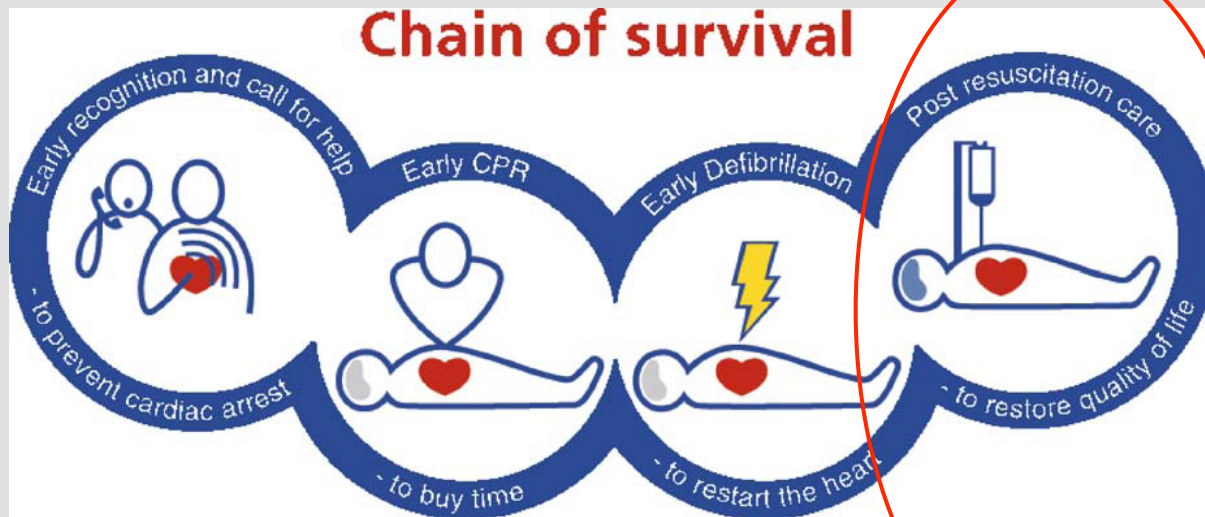 Chain of survival
Early recognition and call for help
- to prevent cardiac arrest
Early CPR
- to buy time
Early Defibrillation
- to restart the heart
Post resuscitation care
- to restore quality of life